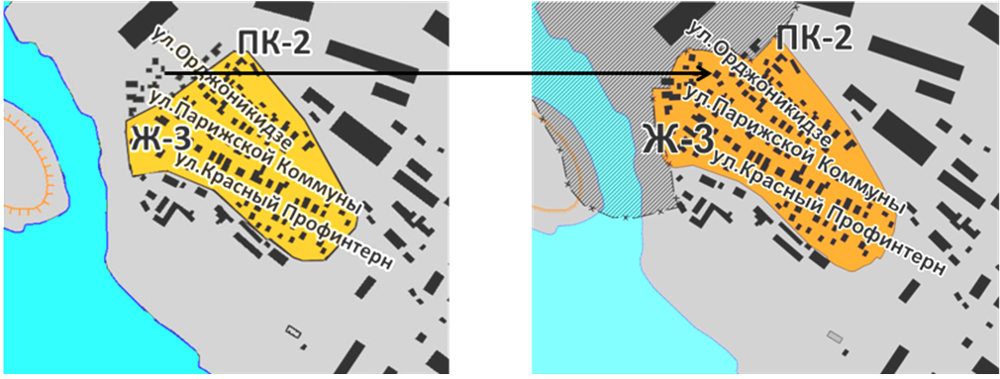 ПК-2
ул.Орджоникидзе
ул.Парижской Коммуны
Ж-3
ул.Красный Профинтерн
ПК-2
ул.Орджоникидзе
ул.Парижской Коммуны
Ж-3
ул.Красный Профинтерн